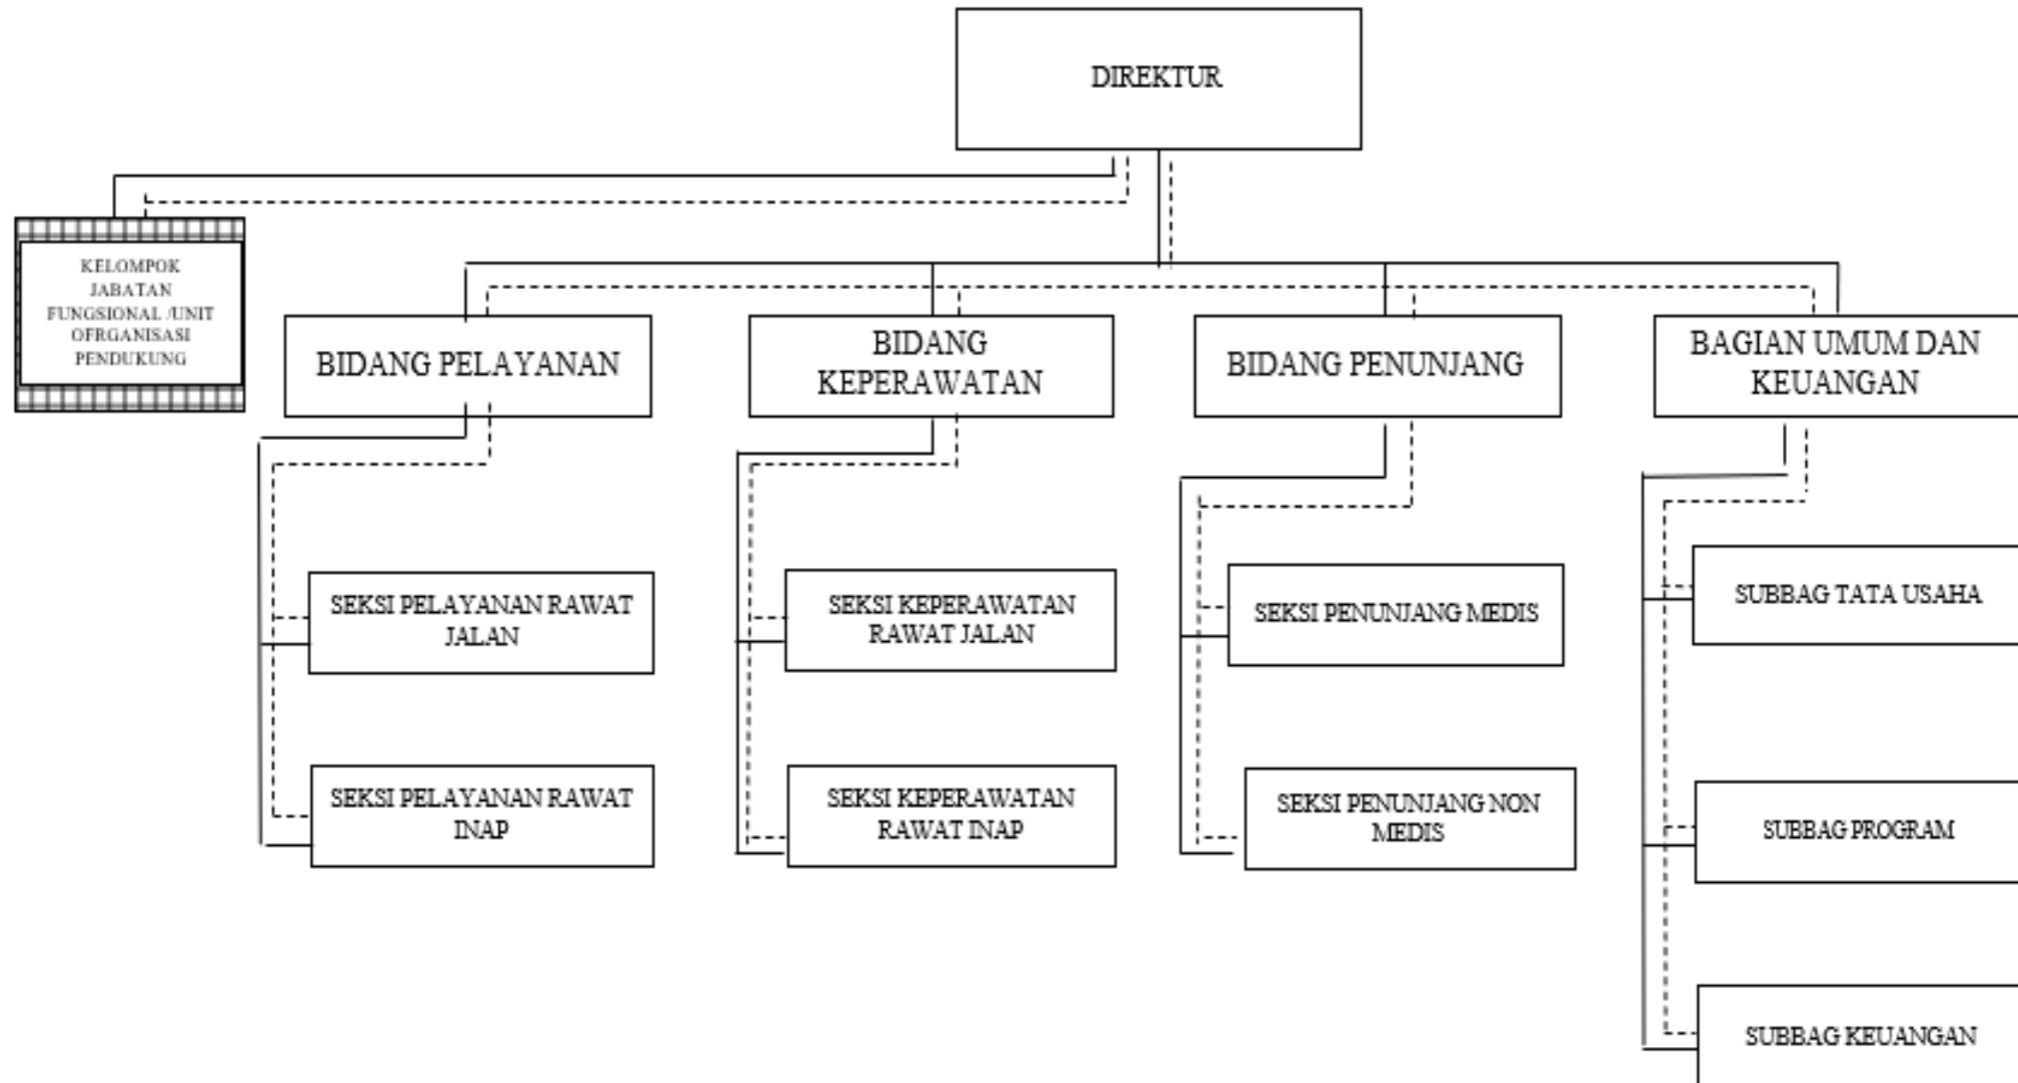 DIREKTUR
KELOMPOK
JABATAN
FUNGSIONAL /UNIT
OFRGANISASI
PENDUKUNG
BIDANG PELAYANAN
BIDANG
KEPERAWATAN
BIDANG PENUNJANG
BAGIAN UMUM DAN
KEUANGAN
SEKSI PELAYANAN RAWAT
JALAN
SEKSI KEPERAWATAN
RAWAT JALAN
SEKSI PENUNJANG MEDIS
SUBBAG TATA USAHA
SEKSI PELAYANAN RAWAT
INAP
SEKSI KEPERAWATAN
RAWAT INAP
SEKSI PENUNJANG NON
MEDIS
SUBBAG PROGRAM
SUBBAG KEUANGAN